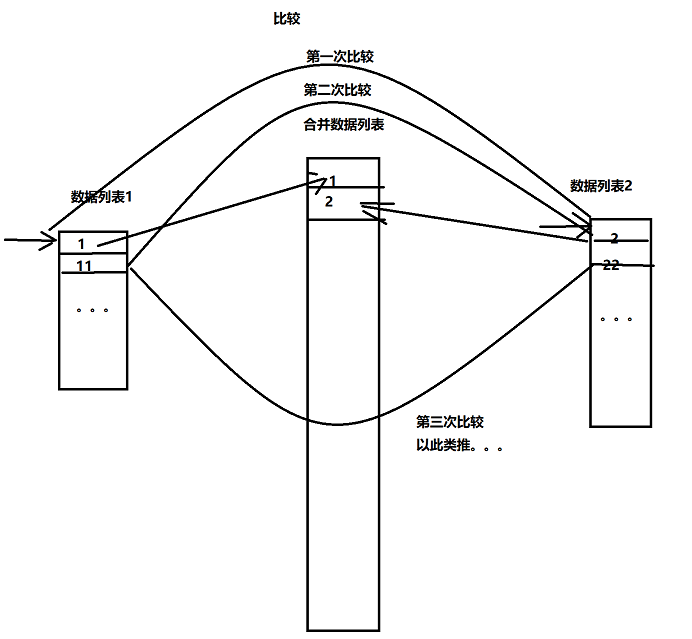 比较
第一次比较
第二次比较
合并数据列表
数据列表1
1
11
。。。
1
2
数据列表2
2
22
。。。
第三次比较
以此类推。。。